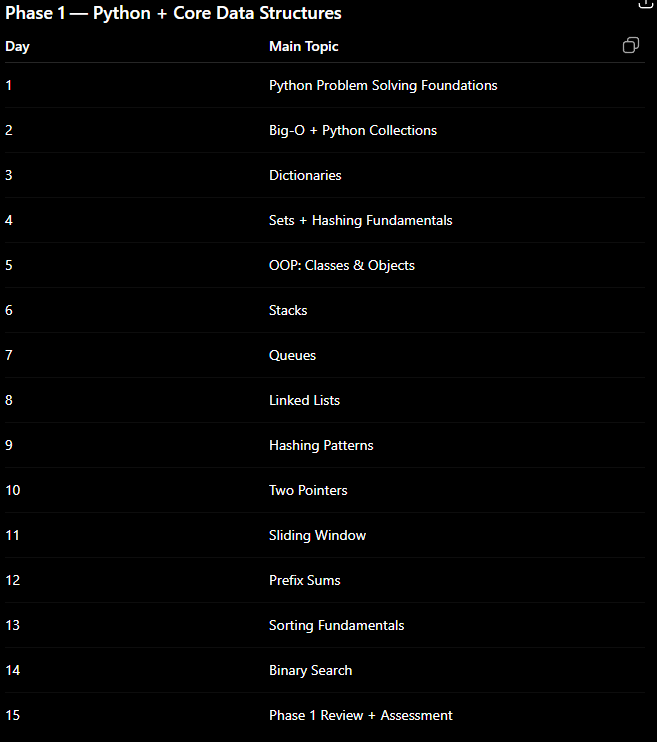 Phase 1 — Python + Core Data Structures
Day Main Topic
1 Python Problem Solving Foundations
2 Big-O + Python Collections
3 Dictionaries
4 Sets + Hashing Fundamentals
5 OOP: Classes & Objects
6 Stacks
7 Queues
8 Linked Lists
9 Hashing Patterns
10 Two Pointers
11 Sliding Window
12 Prefix Sums
13 Sorting Fundamentals
14 Binary Search
15 Phase 1 Review + Assessment